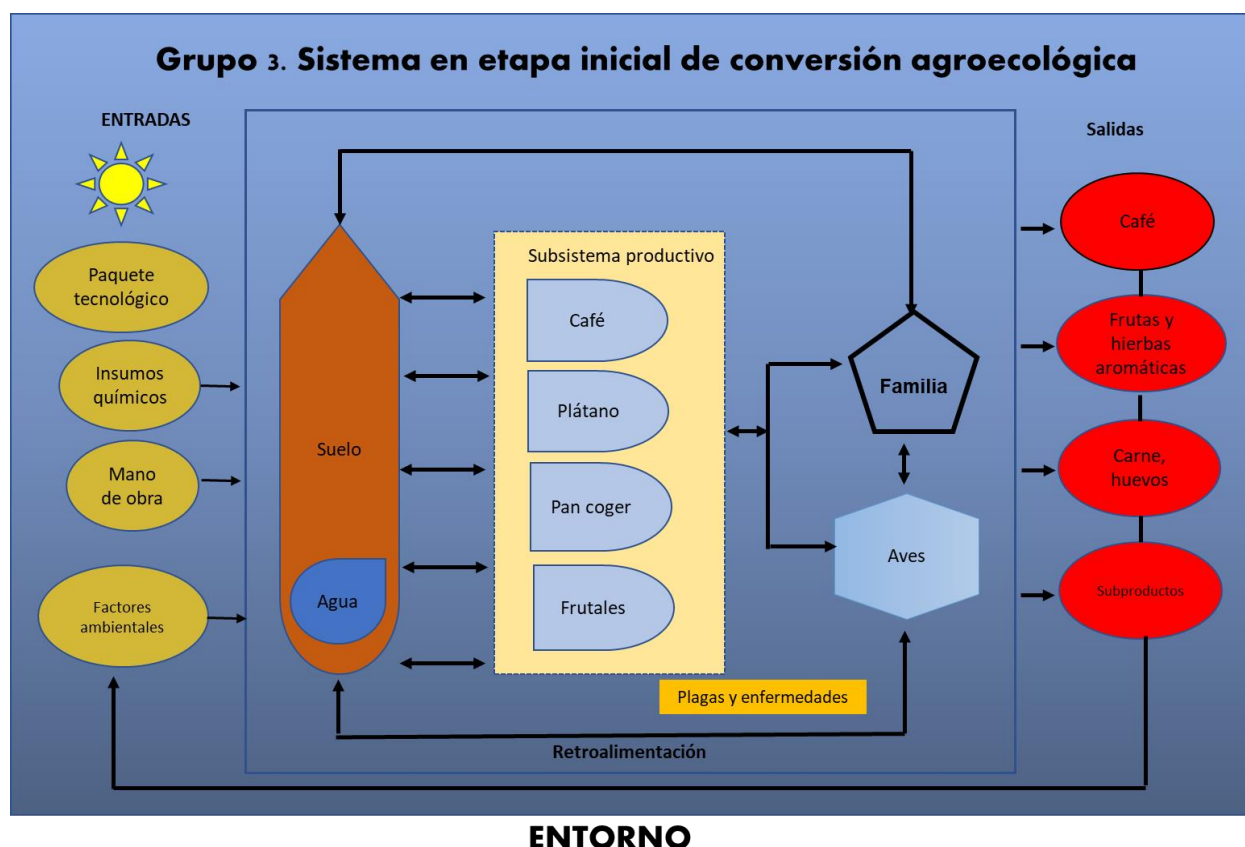 Grupo 3. Sistema en etapa inicial de conversión agroecológica
ENTRADAS
Salidas
Paquete
tecnológico
Insumos
químicos
Mano
de obra
Factores
ambientales
Suelo
Agua
Subsistema productivo
Café
Plátano
Pan coger
Frutales
Familia
Aves
Plagas y enfermedades
Retroalimentación
Café
Frutas y
hierbas
aromáticas
Carne,
huevos
Subproductos
ENTORNO